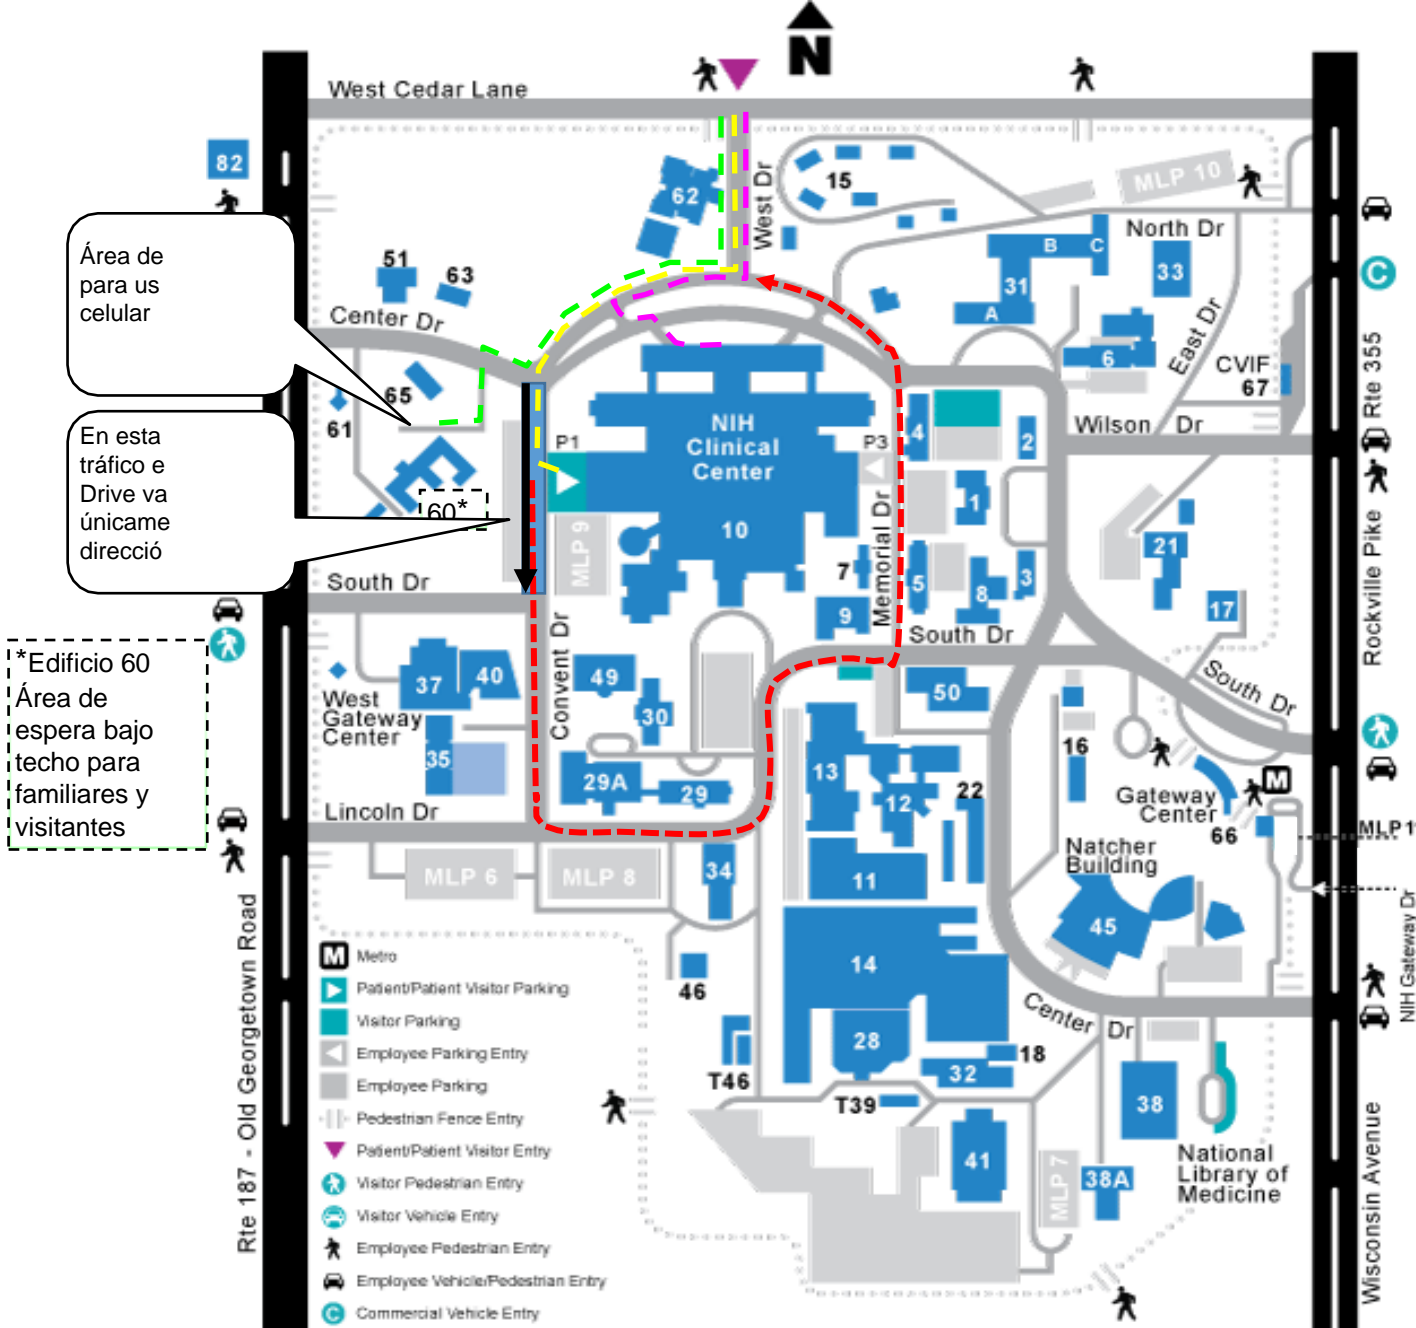 N
West Cedar Lane
82
62
West Dr
15
MLP 10
North Dr
B
C
31
A
33
Área de
para us
celular
51
63
Center Dr
East Dr
6
CVIF
67
Rte 355
65
61
NIH
Clinical
Center
10
P1
P3
4
2
Wilson Dr
En esta
tráfico e
Drive va
únicame
direcció
60*
MLP 9
1
7
Memorial Dr
5
8
3
9
21
17
Rockville Pike
South Dr
South Dr
South Dr
*Edificio 60
Área de
espera bajo
techo para
familiares y
visitantes
37
40
West
Gateway
Center
35
Convent Dr
49
30
50
16
29A
29
13
12
22
M
Gateway
Center
66
MLP 1
Lincoln Dr
Natcher
Building
MLP 6
MLP 8
34
11
45
NIH Gateway Dr
14
46
Center Dr
28
18
32
T46
T39
38
41
MLP 7
38A
National
Library of
Medicine
Rte 187 - Old Georgetown Road
Wisconsin Avenue
C
M Metro
Patient/Patient Visitor Parking
Visitor Parking
Employee Parking Entry
Employee Parking
Pedestrian Fence Entry
Patient/Patient Visitor Entry
Visitor Pedestrian Entry
Visitor Vehicle Entry
Employee Pedestrian Entry
Employee Vehicle/Pedestrian Entry
C Commercial Vehicle Entry